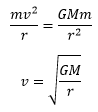 mv²/r = GMm/r²
v = √(GM/r)